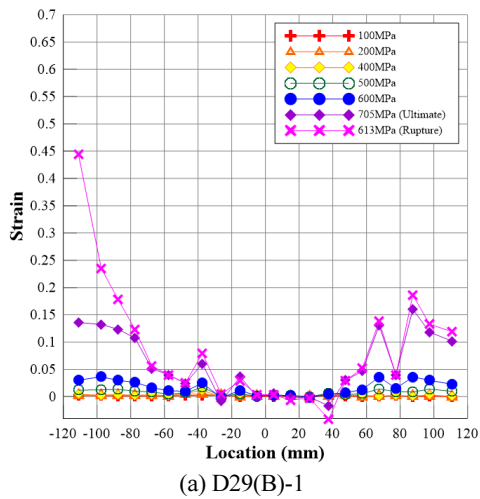 0.7
0.65
0.6
0.55
0.5
0.45
0.4
0.35
0.3
0.25
0.2
0.15
0.1
0.05
0
Strain
100MPa
200MPa
400MPa
500MPa
600MPa
705MPa (Ultimate)
613MPa (Rupture)
-120 -100 -80 -60 -40 -20 0 20 40 60 80 100 120
Location (mm)
(a) D29(B)-1